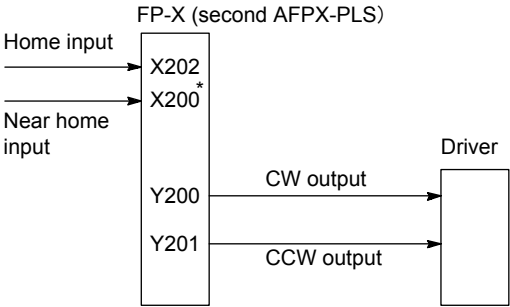 FP-X (second AFPX-PLS）
Home input
X202
X200*
Near home
input
Driver
Y200
CW output
Y201
CCW output